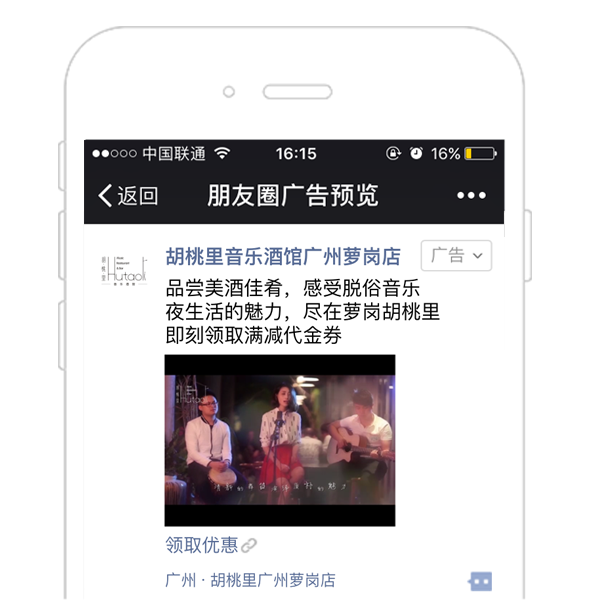 中国联通 16:15 16%
返回 朋友圈广告预览 •••
胡桃里音乐酒馆广州萝岗店 广告
胡桃里
Hutaoli
品尝美酒佳肴，感受脱俗音乐
夜生活的魅力，尽在萝岗胡桃里
即刻领取满减代金券
Hutaoli
领取优惠
广州 · 胡桃里广州萝岗店